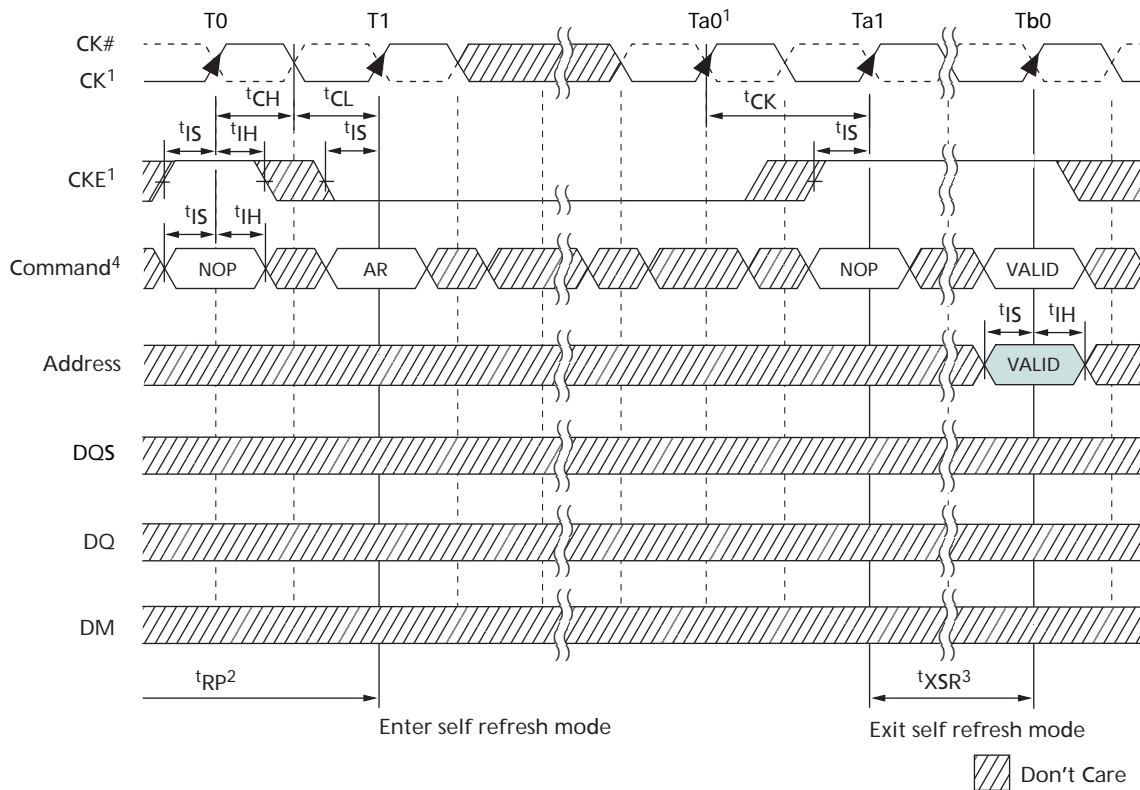 T0 T1 Ta0¹ Ta1 Tb0
CK#
CK¹
ᵗCH ᵗCL ᵗCK
ᵗIS ᵗIH ᵗIS ᵗIS
CKE¹
ᵗIS ᵗIH
Command⁴ NOP AR NOP VALID
ᵗIS ᵗIH
Address VALID
DQS
DQ
DM
ᵗRP² ᵗXSR³
Enter self refresh mode Exit self refresh mode
Don't Care